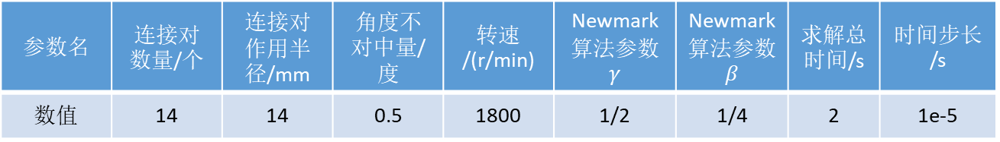 参数名
连接对
数量/个
连接对
作用半
径/mm
角度不
对中量/
度
转速
/(r/min)
Newmark
算法参数
γ
Newmark
算法参数
β
求解总
时间/s
时间步长
/s
数值
14
14
0.5
1800
1/2
1/4
2
1e-5